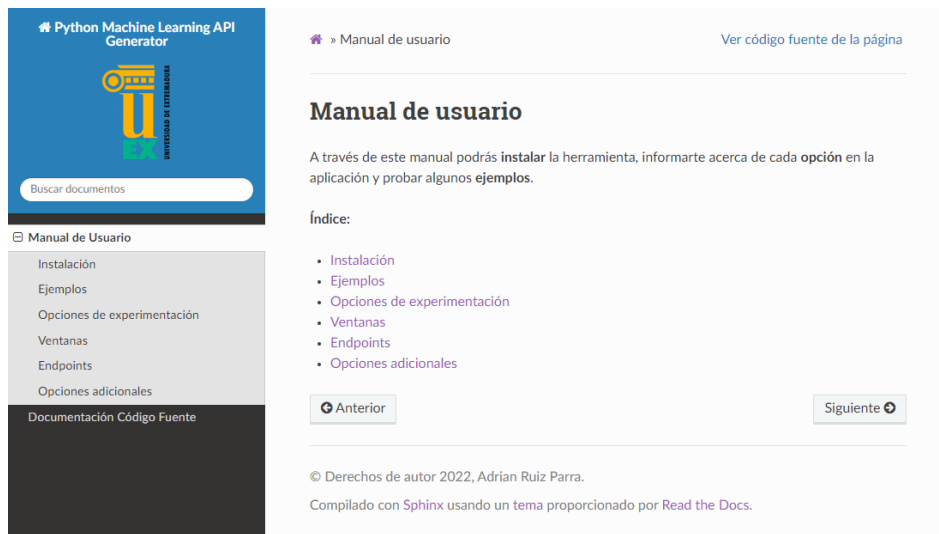 Python Machine Learning API
Generator
UEX
UNIVERSIDAD DE EXTREMADURA
Buscar documentos
Manual de Usuario
Instalación
Ejemplos
Opciones de experimentación
Ventanas
Endpoints
Opciones adicionales
Documentación Código Fuente
» Manual de usuario
Ver código fuente de la página
Manual de usuario
A través de este manual podrás instalar la herramienta, informarte acerca de cada opción en la
aplicación y probar algunos ejemplos.
Índice:
• Instalación
• Ejemplos
• Opciones de experimentación
• Ventanas
• Endpoints
• Opciones adicionales
Anterior
Siguiente
© Derechos de autor 2022, Adrian Ruiz Parra.
Compilado con Sphinx usando un tema proporcionado por Read the Docs.